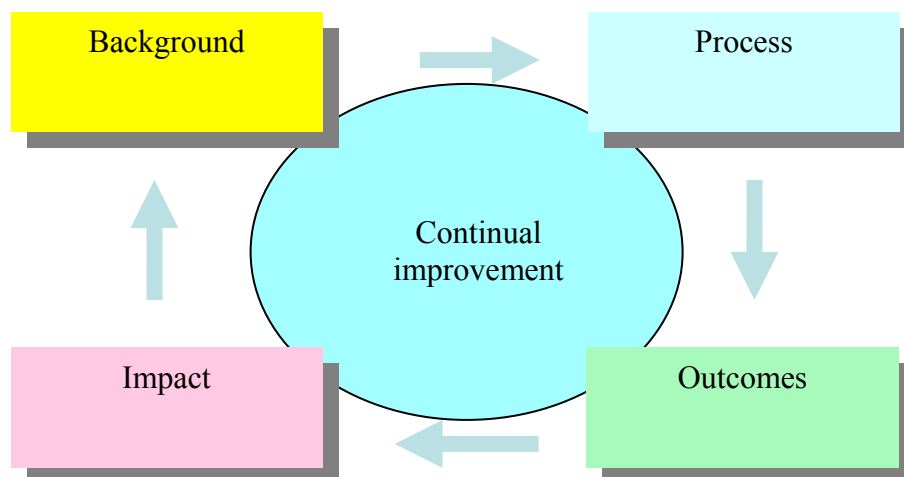 Background
Process
Continual
improvement
Impact
Outcomes